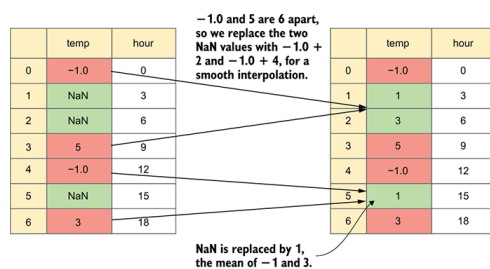 −1.0 and 5 are 6 apart,
so we replace the two
NaN values with −1.0 +
2 and −1.0 + 4, for a
smooth interpolation.
temp hour
0 −1.0 0
1 NaN 3
2 NaN 6
3 5 9
4 −1.0 12
5 NaN 15
6 3 18
temp hour
0 −1.0 0
1 1 3
2 3 6
3 5 9
4 −1.0 12
5 1 15
6 3 18
NaN is replaced by 1,
the mean of −1 and 3.